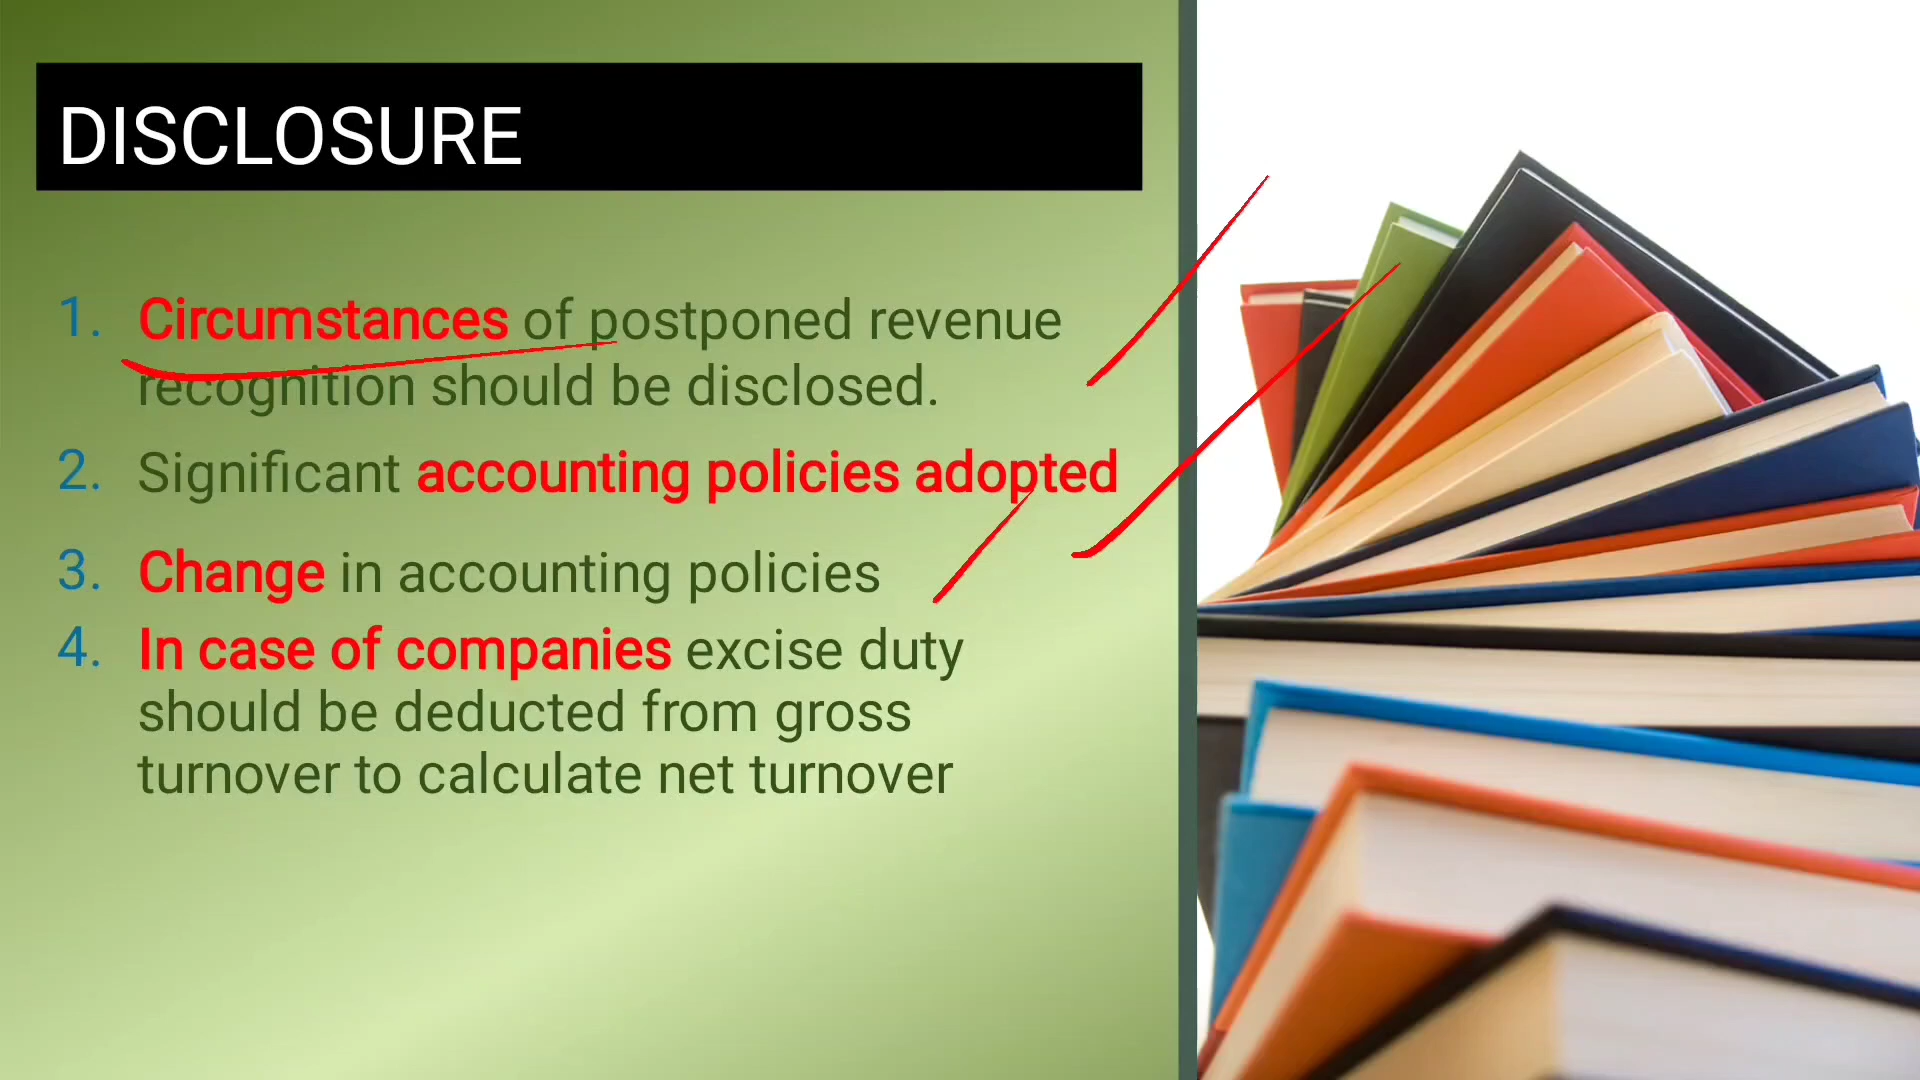 DISCLOSURE
1. Circumstances of postponed revenue
recognition should be disclosed.
2. Significant accounting policies adopted
3. Change in accounting policies
4. In case of companies excise duty
should be deducted from gross
turnover to calculate net turnover